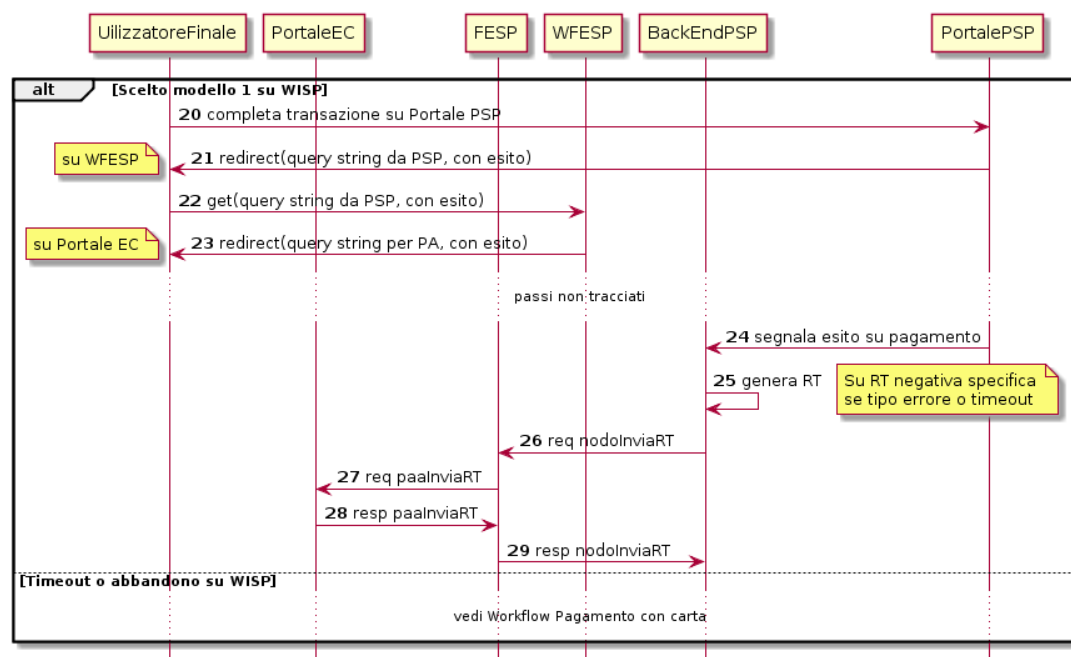 UilizzatoreFinale
PortaleEC
FESP
WFESP
BackEndPSP
PortalePSP
alt
[Scelto modello 1 su WISP]
20 completa transazione su Portale PSP
su WFESP
21 redirect(query string da PSP, con esito)
22 get(query string da PSP, con esito)
su Portale EC
23 redirect(query string per PA, con esito)
passi non tracciati
24 segnala esito su pagamento
25 genera RT
Su RT negativa specifica
se tipo errore o timeout
26 req nodoInviaRT
27 req paaInviaRT
28 resp paaInviaRT
29 resp nodoInviaRT
[Timeout o abbandono su WISP]
vedi Workflow Pagamento con carta